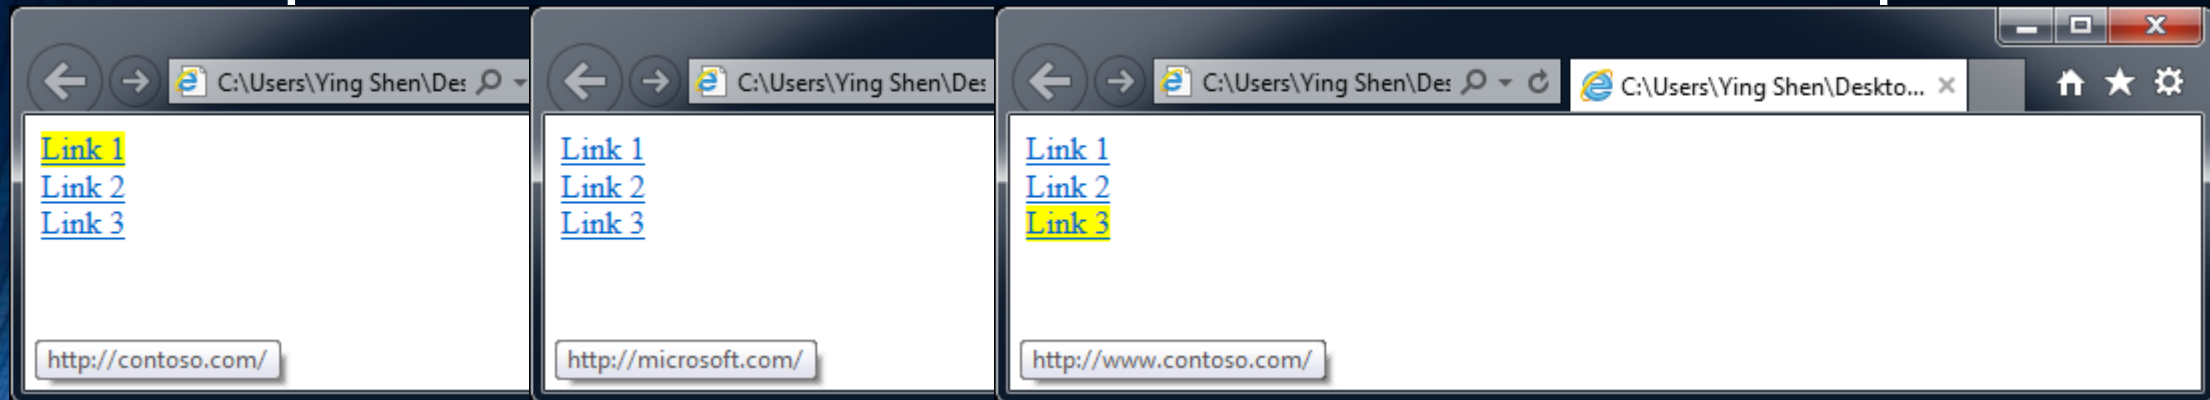 C:\Users\Ying Shen\Des
Link 1
Link 2
Link 3
http://contoso.com/
C:\Users\Ying Shen\Des
Link 1
Link 2
Link 3
http://microsoft.com/
C:\Users\Ying Shen\Des
C:\Users\Ying Shen\Deskto...
Link 1
Link 2
Link 3
http://www.contoso.com/